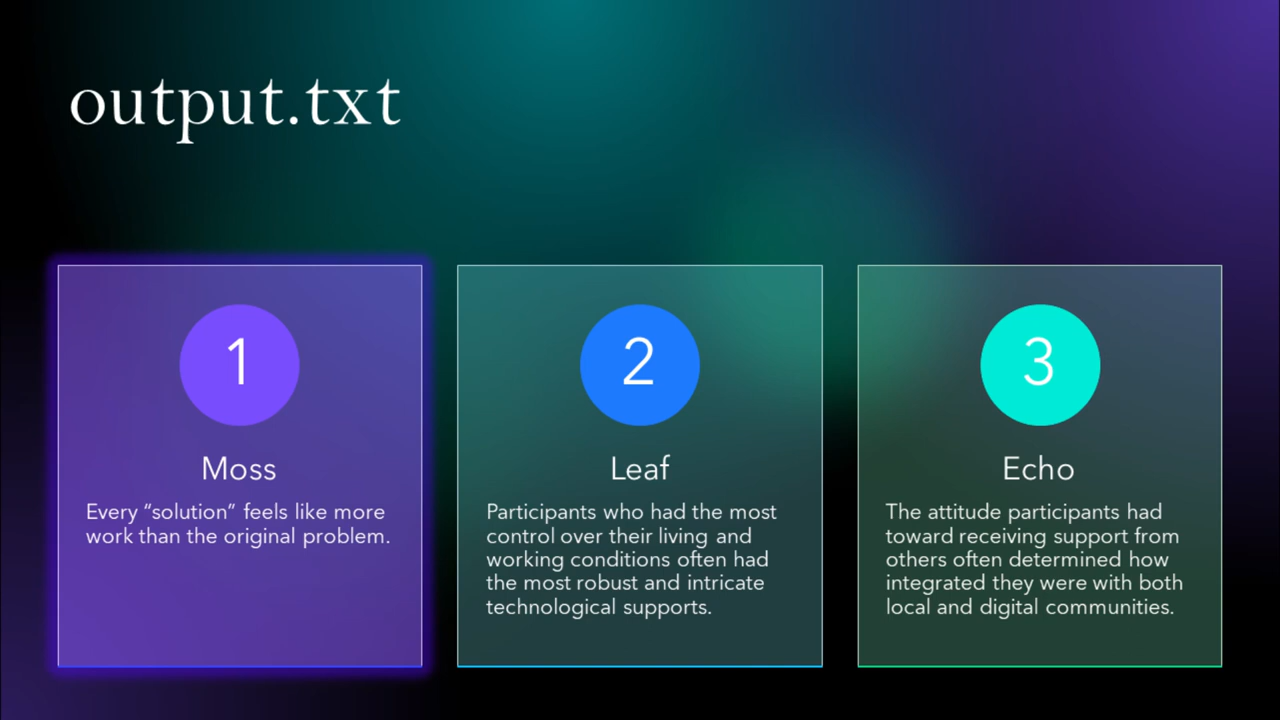 output.txt
1
Moss
Every “solution” feels like more
work than the original problem.
2
Leaf
Participants who had the most
control over their living and
working conditions often had
the most robust and intricate
technological supports.
3
Echo
The attitude participants had
toward receiving support from
others often determined how
integrated they were with both
local and digital communities.